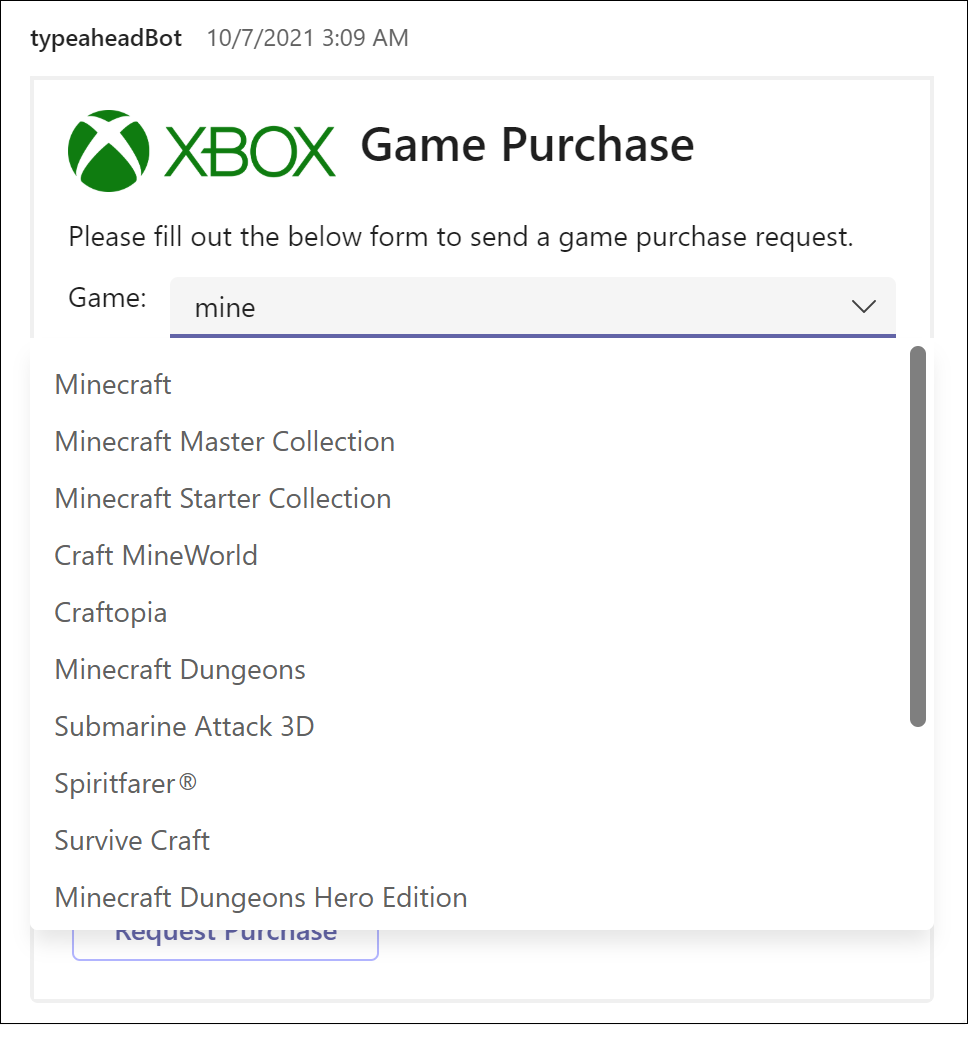 typeaheadBot 10/7/2021 3:09 AM
XBOX Game Purchase
Please fill out the below form to send a game purchase request.
Game: mine
Minecraft
Minecraft Master Collection
Minecraft Starter Collection
Craft MineWorld
Craftopia
Minecraft Dungeons
Submarine Attack 3D
Spiritfarer®
Survive Craft
Minecraft Dungeons Hero Edition
Request Purchase